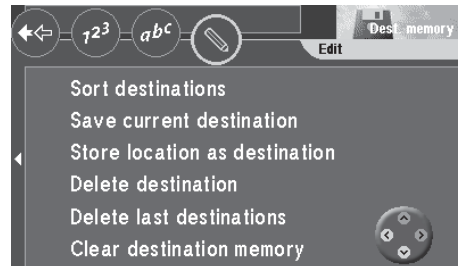 123
abc
Dest. memory
Edit
Sort destinations
Save current destination
Store location as destination
Delete destination
Delete last destinations
Clear destination memory